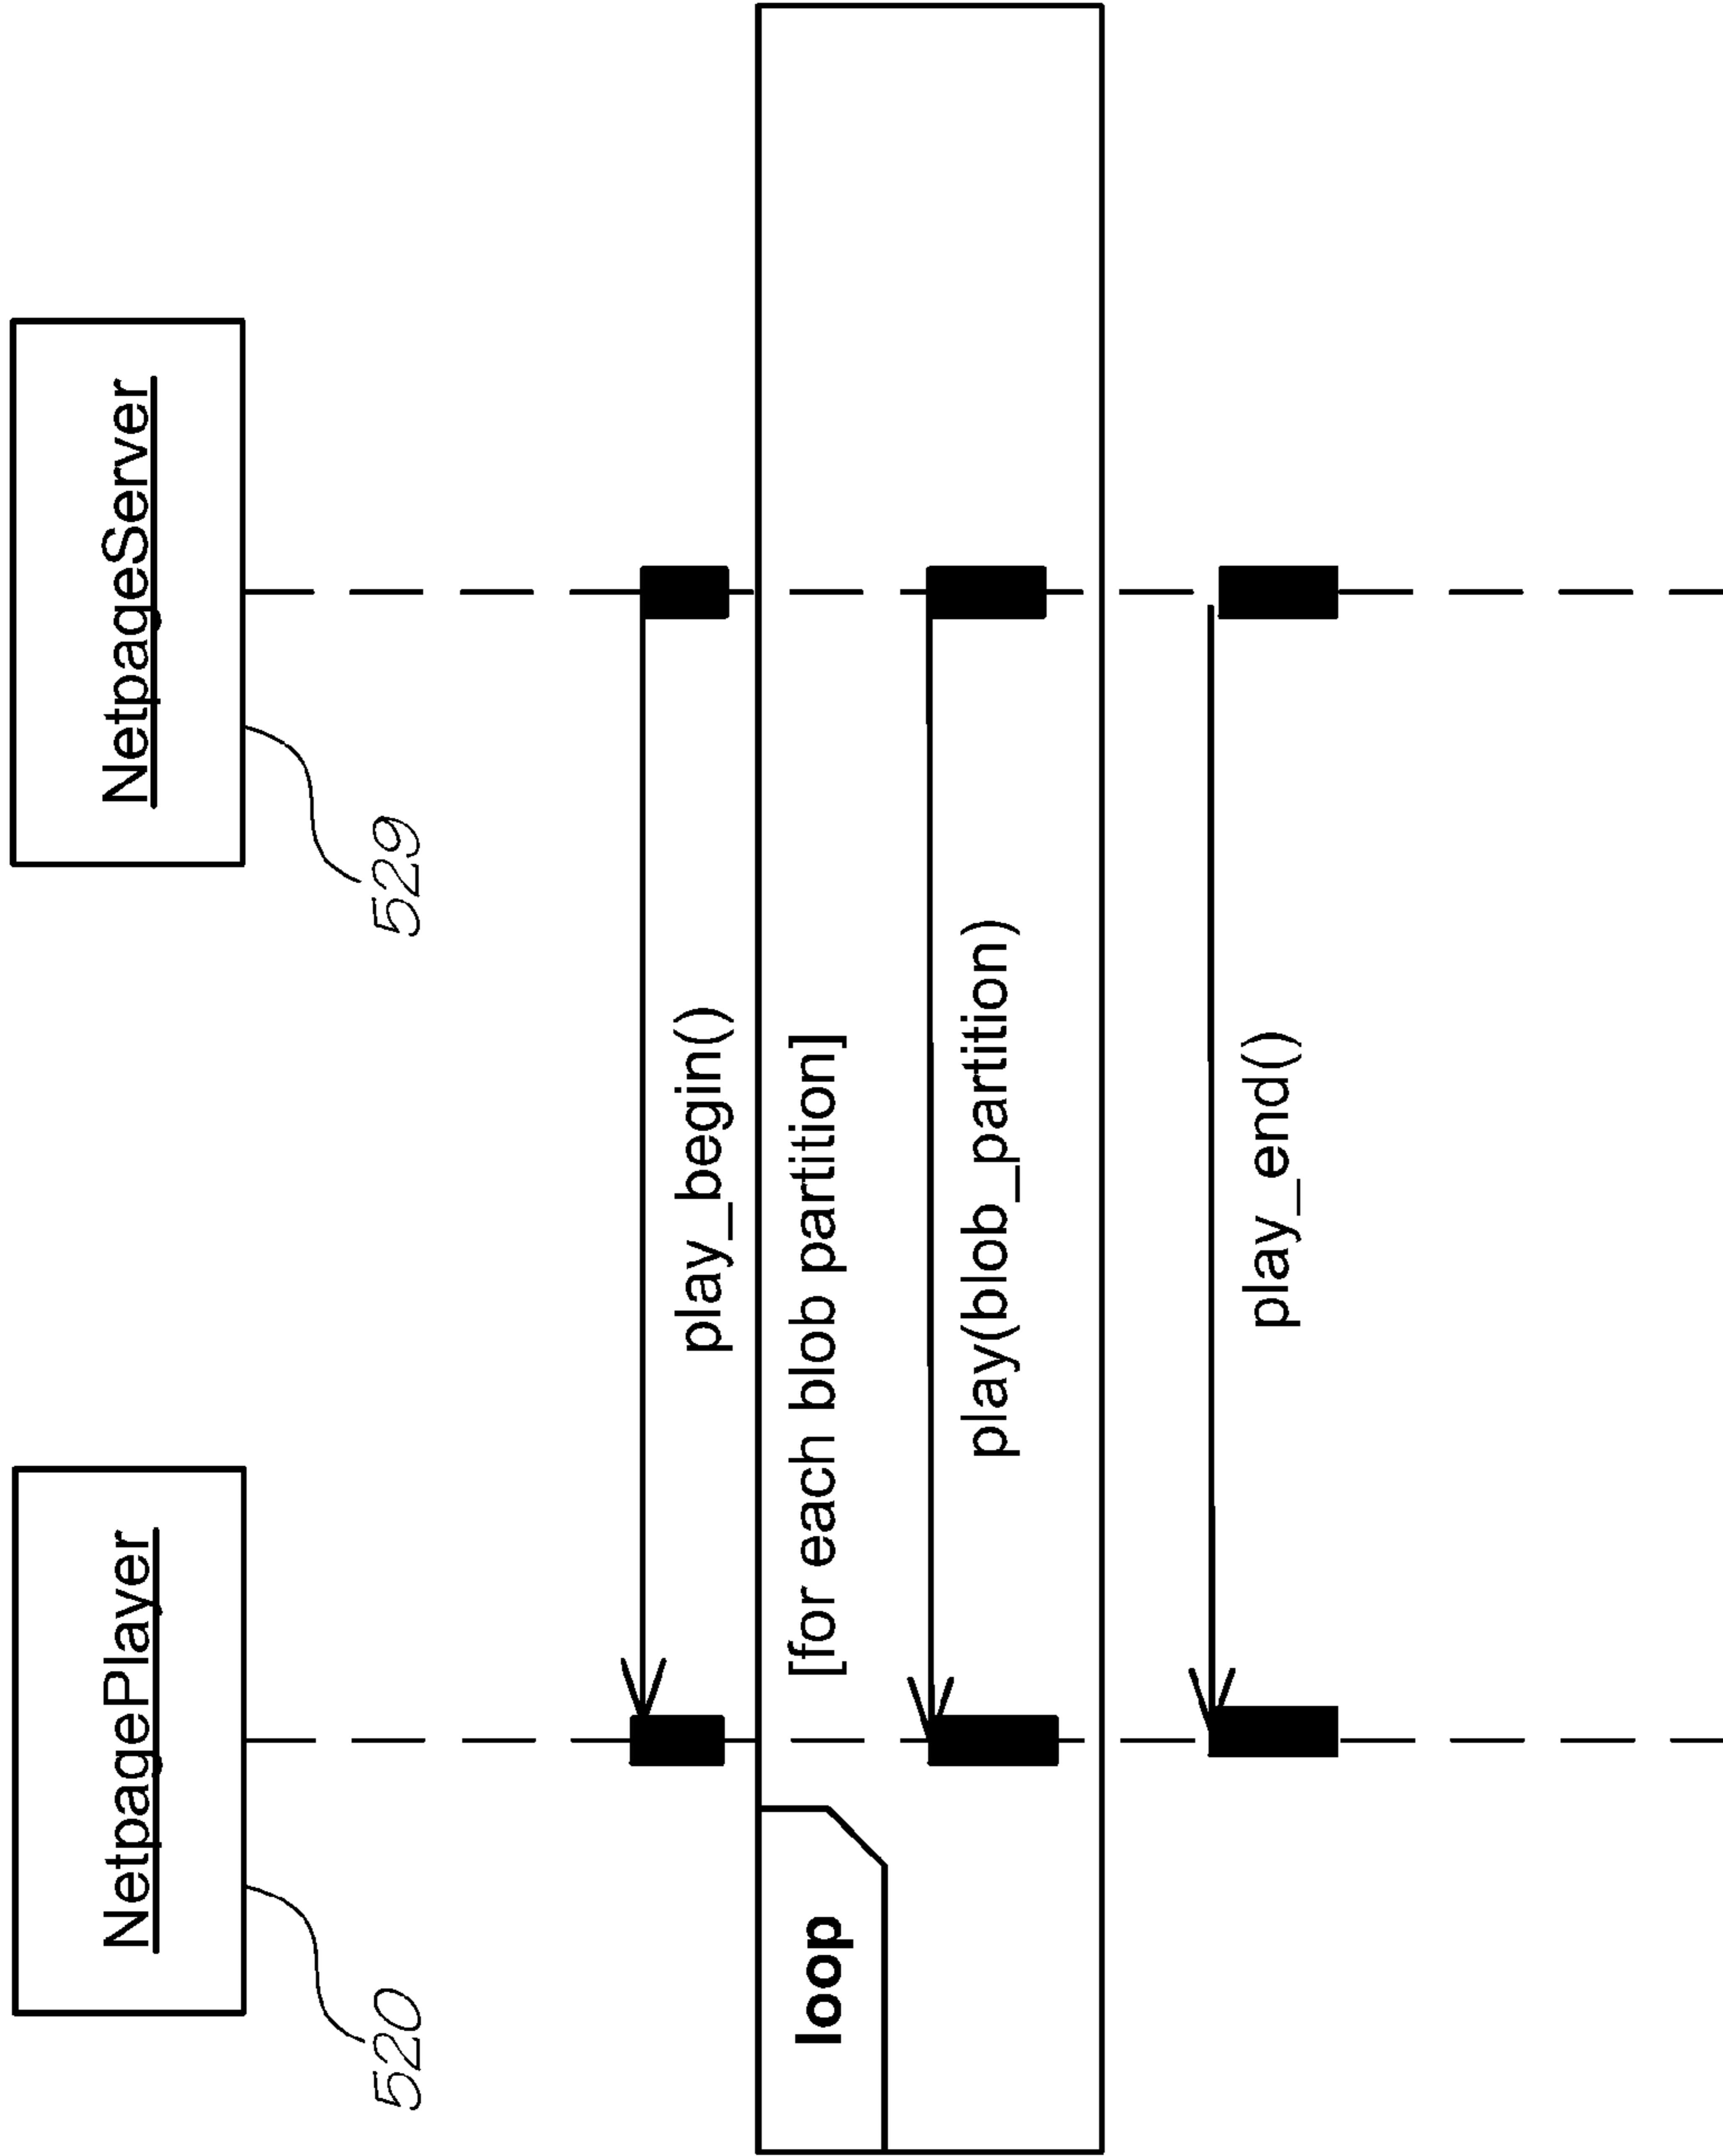 NetpagePlayer
NetpageServer
520
529
play_begin()
loop
[for each blob partition]
play(blob_partition)
play_end()